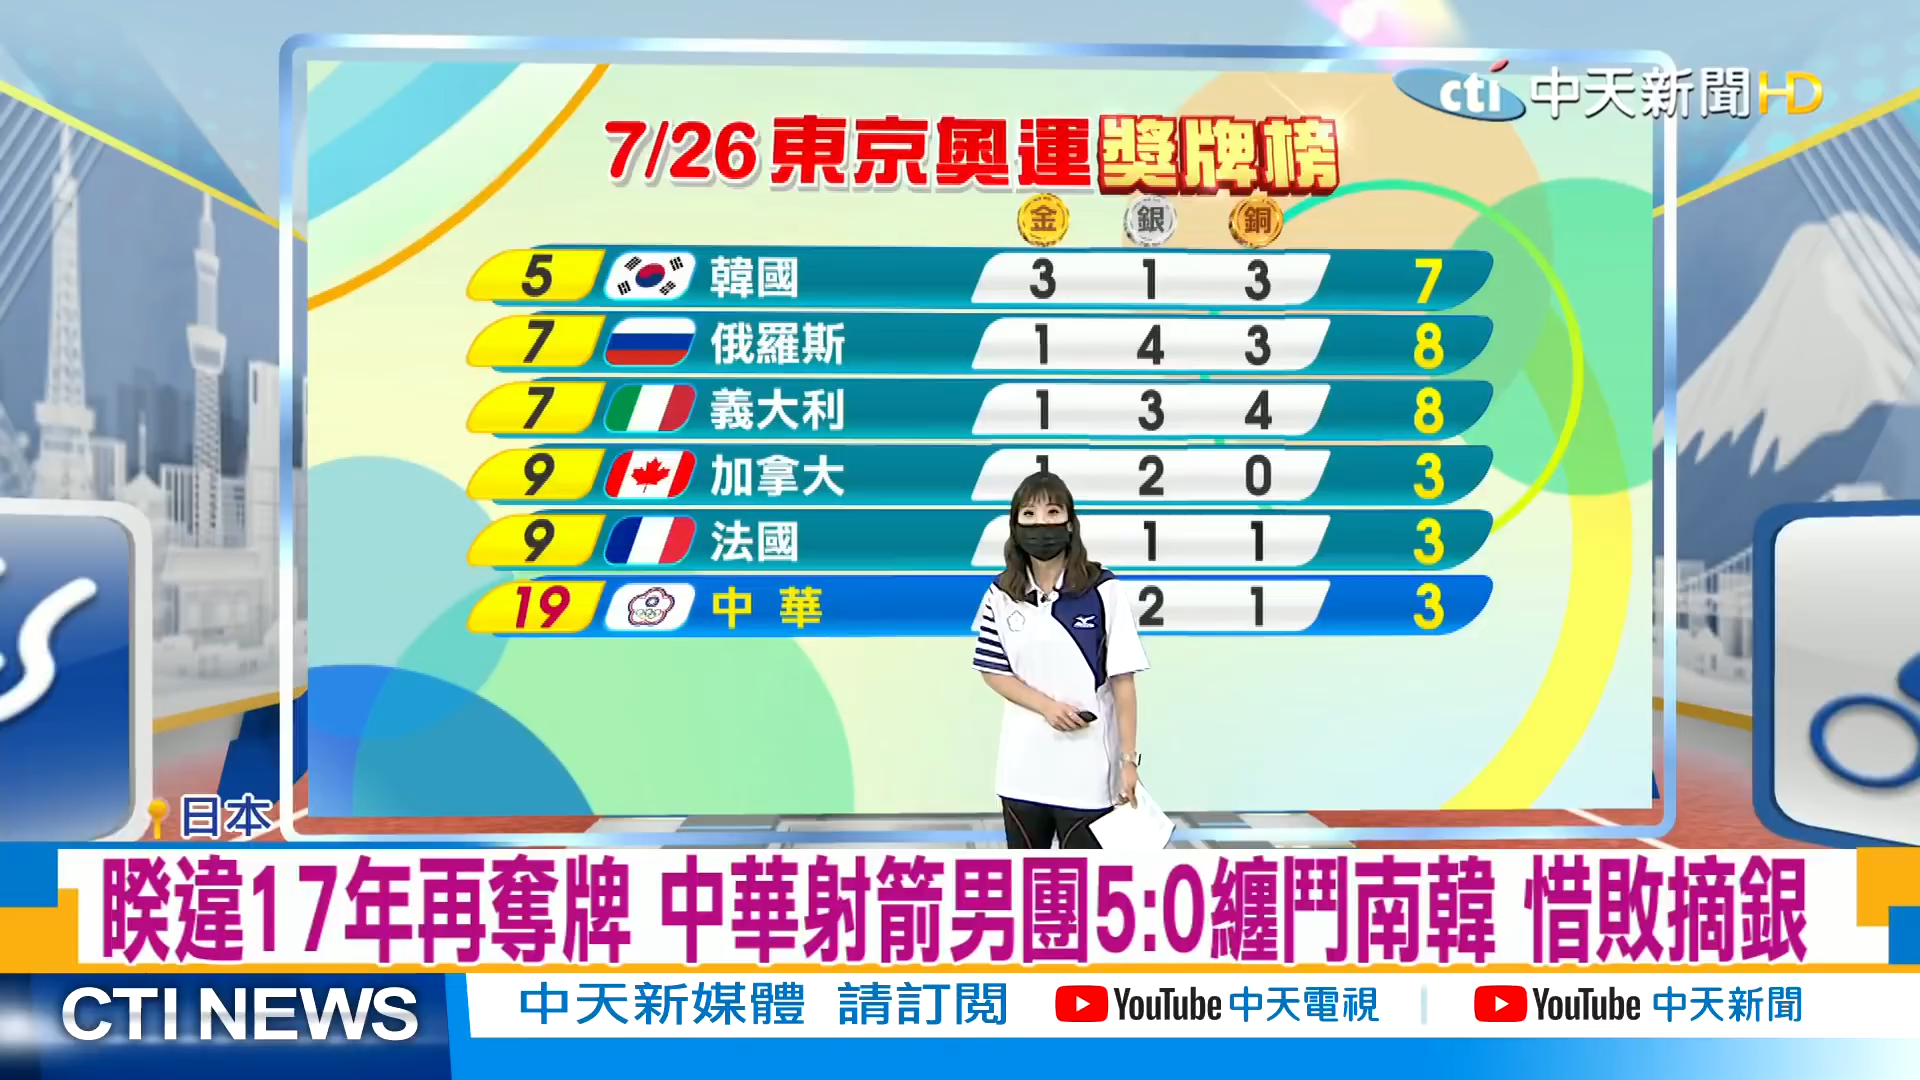 cti 中天新聞HD
7/26東京奧運獎牌榜
金 銀 銅
5 韓國 3 1 3 7
7 俄羅斯 1 4 3 8
7 義大利 1 3 4 8
9 加拿大 1 2 0 3
9 法國 1 1 3
19 中華 2 1 3
日本
睽違17年再奪牌 中華射箭男團5:0纏鬥南韓 惜敗摘銀
CTI NEWS
中天新媒體 請訂閱 YouTube 中天電視 YouTube 中天新聞